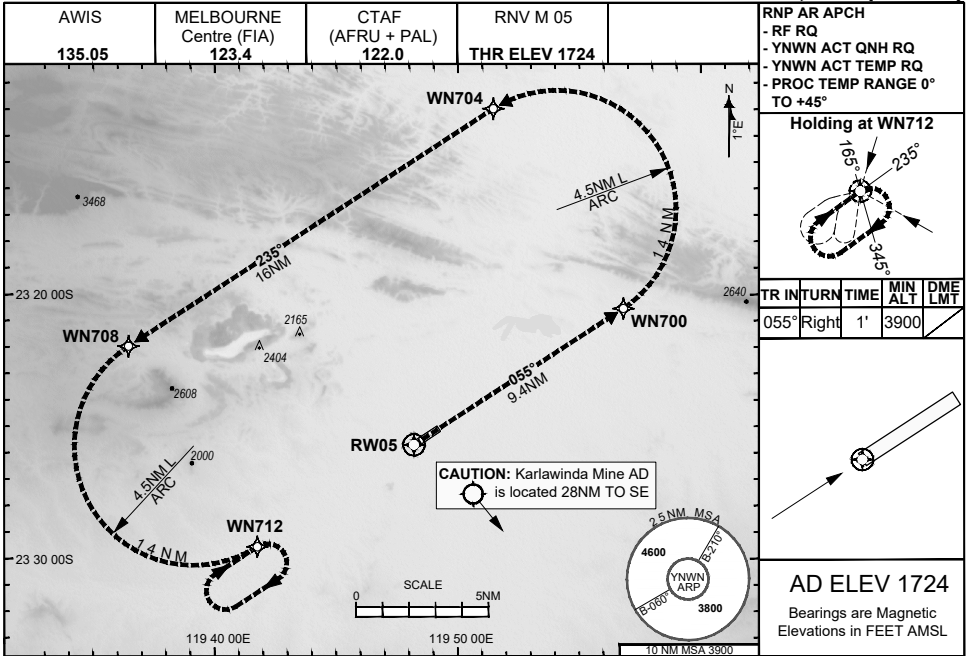 AWIS
135.05
MELBOURNE
Centre (FIA)
123.4
CTAF
(AFRU + PAL)
122.0
RNV M 05
THR ELEV 1724
RNP AR APCH
- RF RQ
- YNWN ACT QNH RQ
- YNWN ACT TEMP RQ
- PROC TEMP RANGE 0°
TO +45°
Holding at WN712
165°
235°
345°
TR IN TURN TIME MIN ALT DME LMT
055° Right 1' 3900
WN704
N
1°E
4.5NM L
ARC
14NM
3468
235°
16NM
23 20 00S
2640
WN700
WN708
2165
2404
2608
055°
9.4NM
RW05
2000
4.5NM L
ARC
CAUTION: Karlawinda Mine AD
is located 28NM TO SE
WN712
14NM
23 30 00S
SCALE
0 5NM
25NM MSA
B-210°
4600
YNWN
ARP
B-060°
3800
10 NM MSA 3900
119 40 00E
119 50 00E
AD ELEV 1724
Bearings are Magnetic
Elevations in FEET AMSL